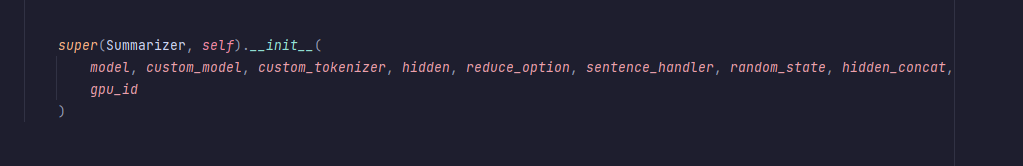 super(Summarizer, self).__init__(
model, custom_model, custom_tokenizer, hidden, reduce_option, sentence_handler, random_state, hidden_concat,
gpu_id
)